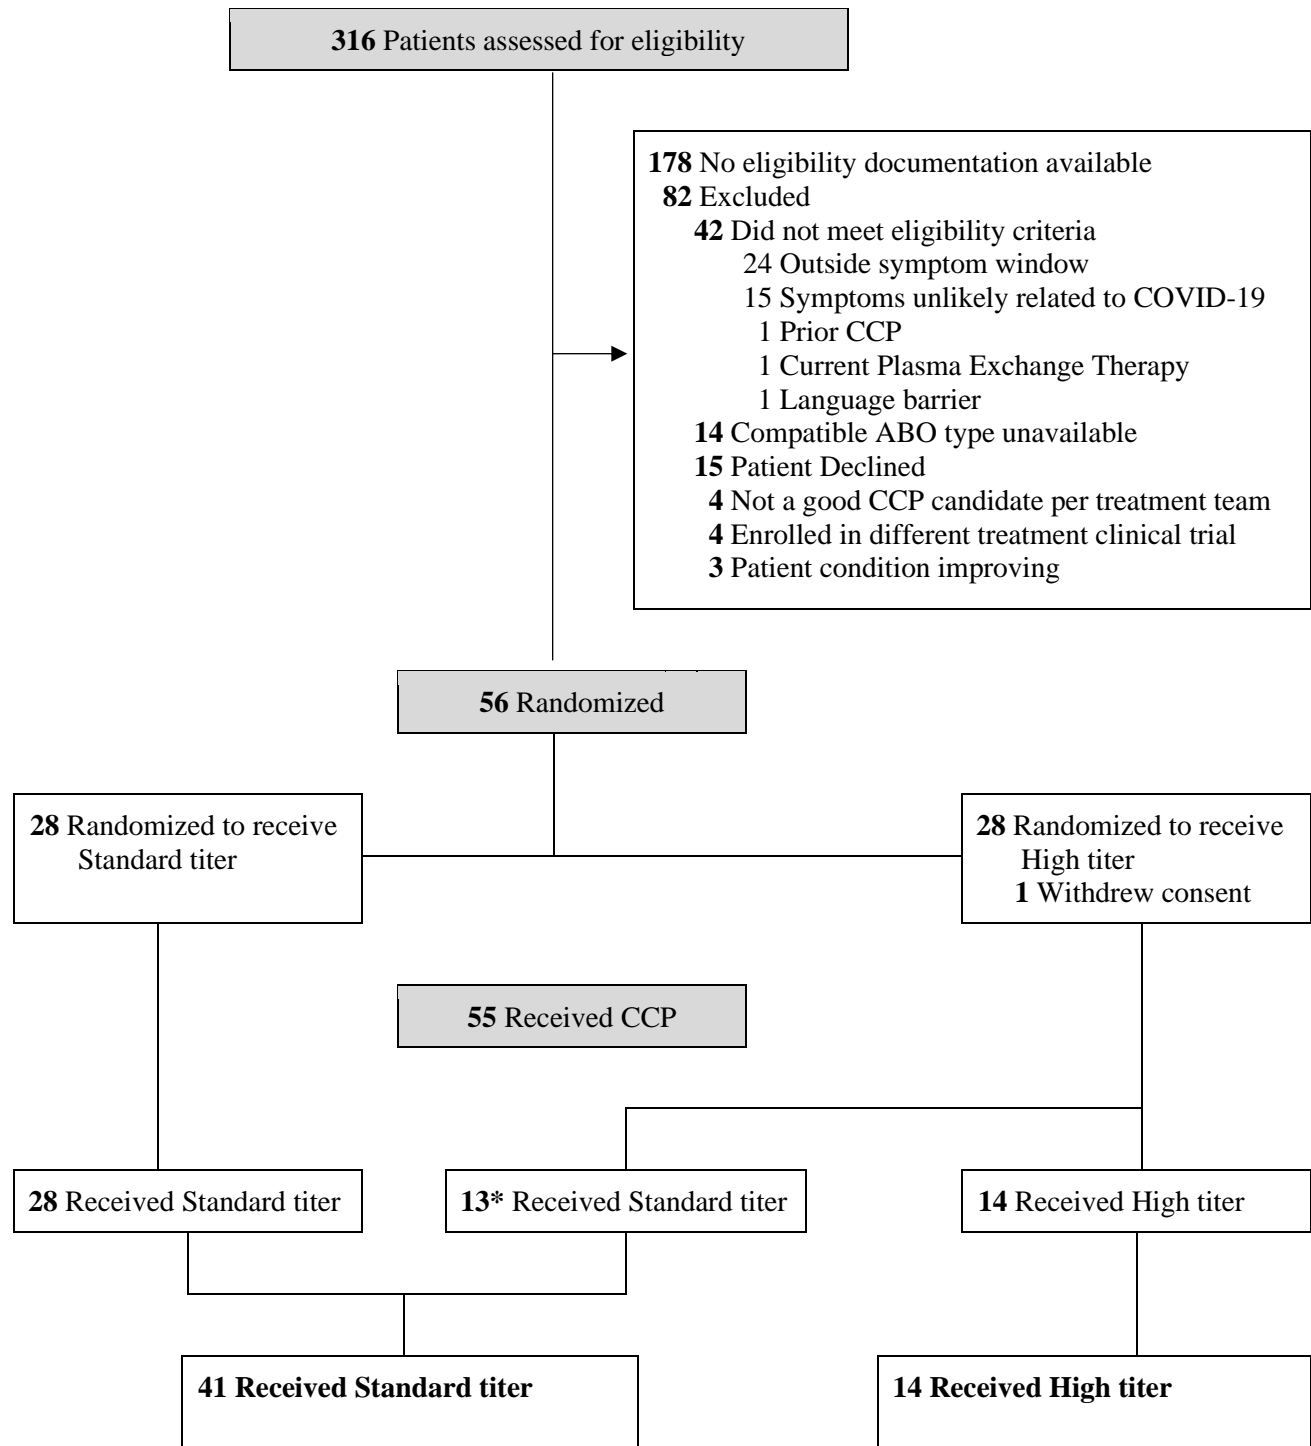 316 Patients assessed for eligibility
178 No eligibility documentation available
82 Excluded
42 Did not meet eligibility criteria
24 Outside symptom window
15 Symptoms unlikely related to COVID-19
1 Prior CCP
1 Current Plasma Exchange Therapy
1 Language barrier
14 Compatible ABO type unavailable
15 Patient Declined
4 Not a good CCP candidate per treatment team
4 Enrolled in different treatment clinical trial
3 Patient condition improving
56 Randomized
28 Randomized to receive
Standard titer
28 Randomized to receive
High titer
1 Withdrew consent
55 Received CCP
28 Received Standard titer
13* Received Standard titer
14 Received High titer
41 Received Standard titer
14 Received High titer